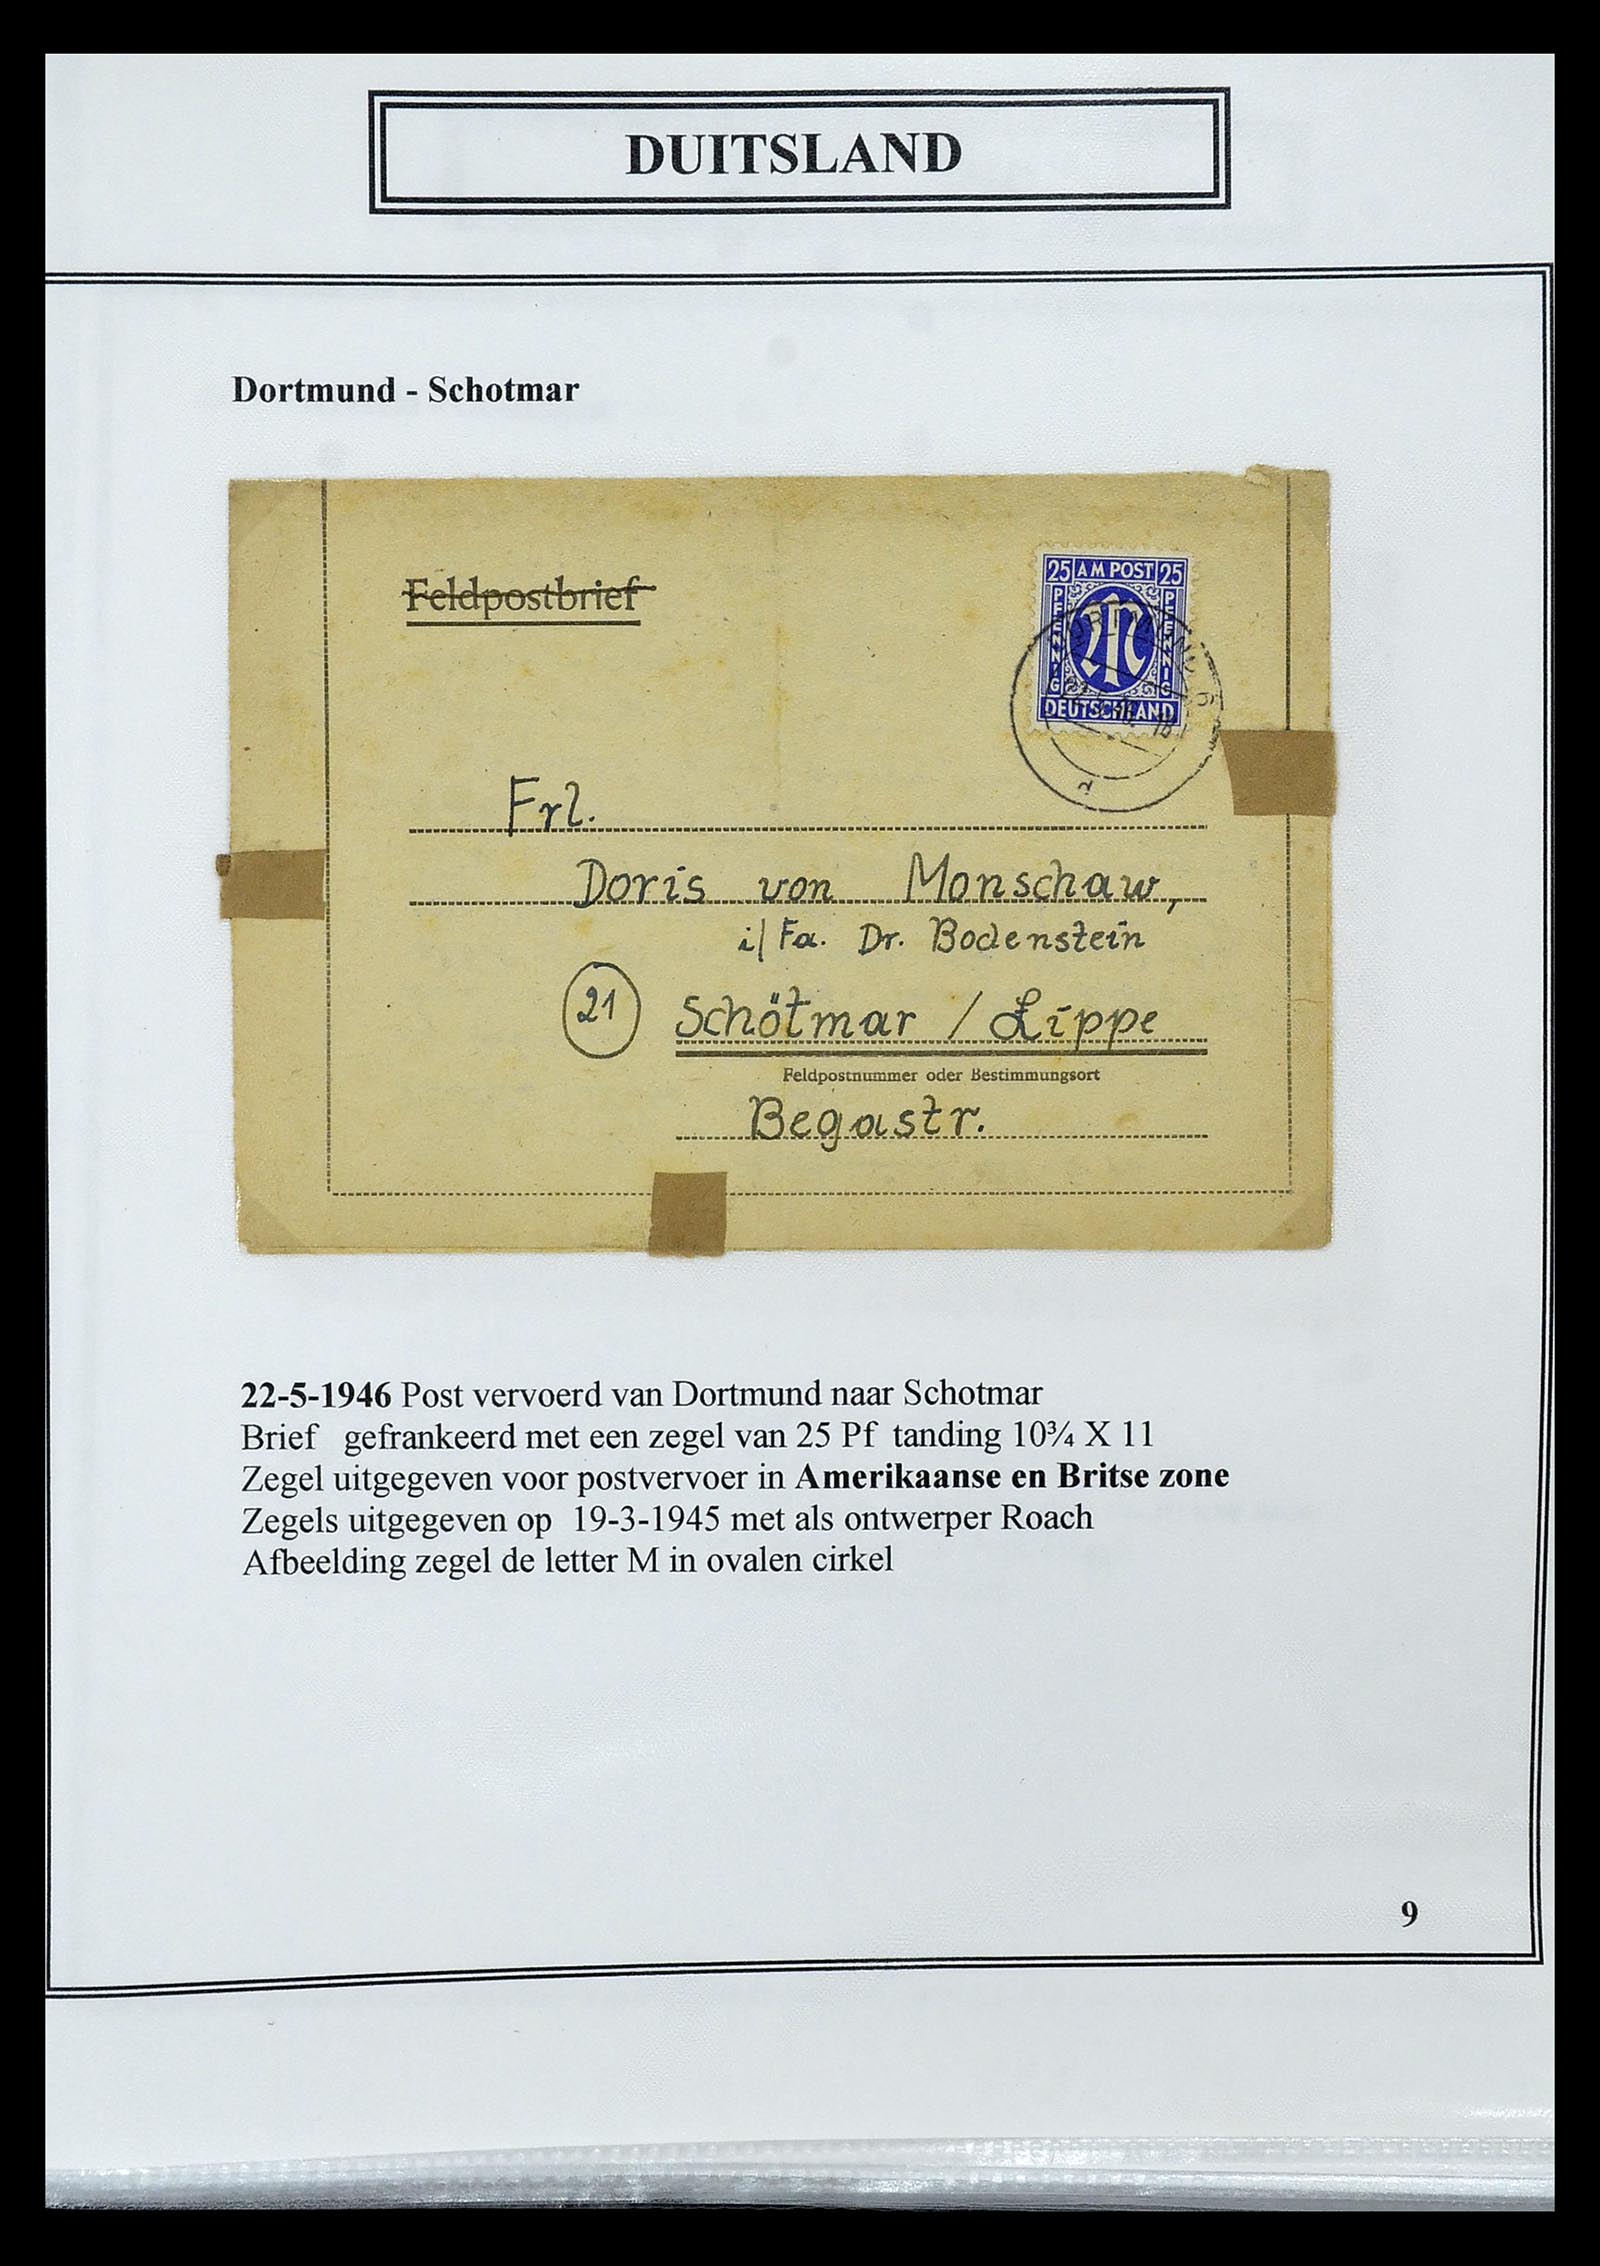 DUITSLAND
Dortmund - Schotmar
Feldpostbrief
25 AM POST 25
PFENNIG PFENNIG
M
DEUTSCHLAND
Frl.
Doris von Monschaw,
i/Fa. Dr. Bodenstein
21 Schötmar / Lippe
Feldpostnummer oder Bestimmungsort
Begastr.
22-5-1946 Post vervoerd van Dortmund naar Schotmar
Brief gefrankeerd met een zegel van 25 Pf tanding 10¾ X 11
Zegel uitgegeven voor postvervoer in Amerikaanse en Britse zone
Zegels uitgegeven op 19-3-1945 met als ontwerper Roach
Afbeelding zegel de letter M in ovalen cirkel
9